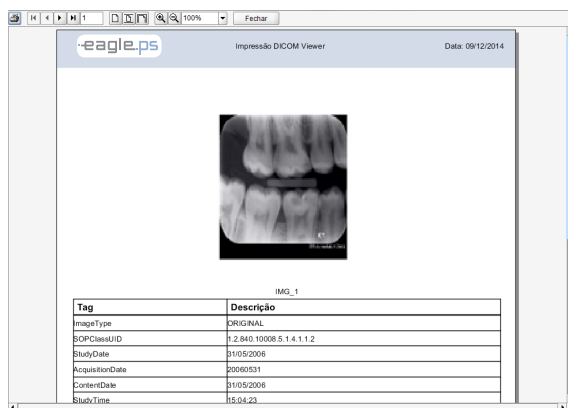 1 100% Fechar
eagle.ps Impressão DICOM Viewer Data: 09/12/2014
IMG_1
Tag Descrição
ImageType ORIGINAL
SOPClassUID 1.2.840.10008.5.1.4.1.1.2
StudyDate 31/05/2006
AcquisitionDate 20060531
ContentDate 31/05/2006
StudyTime 15:04:23